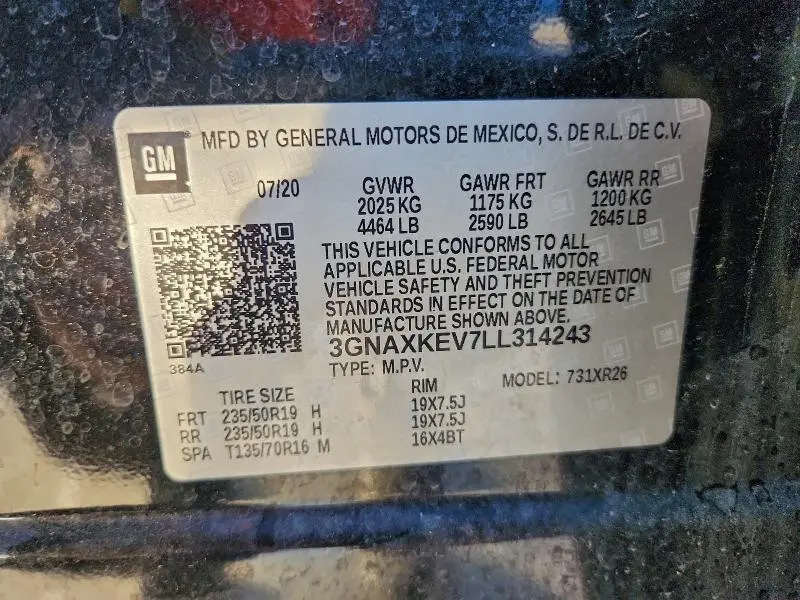 GM ® MFD BY GENERAL MOTORS DE MEXICO, S. DE R.L. DE C.V.
07/20 GVWR GAWR FRT GAWR RR
2025 KG 1175 KG 1200 KG
4464 LB 2590 LB 2645 LB
THIS VEHICLE CONFORMS TO ALL
APPLICABLE U.S. FEDERAL MOTOR
VEHICLE SAFETY AND THEFT PREVENTION
STANDARDS IN EFFECT ON THE DATE OF
MANUFACTURE SHOWN ABOVE.
3GNAXKEV7LL314243
384A
TYPE: M.P.V. MODEL: 731XR26
TIRE SIZE RIM
FRT 235/50R19 H 19X7.5J
RR 235/50R19 H 19X7.5J
SPA T135/70R16 M 16X4BT